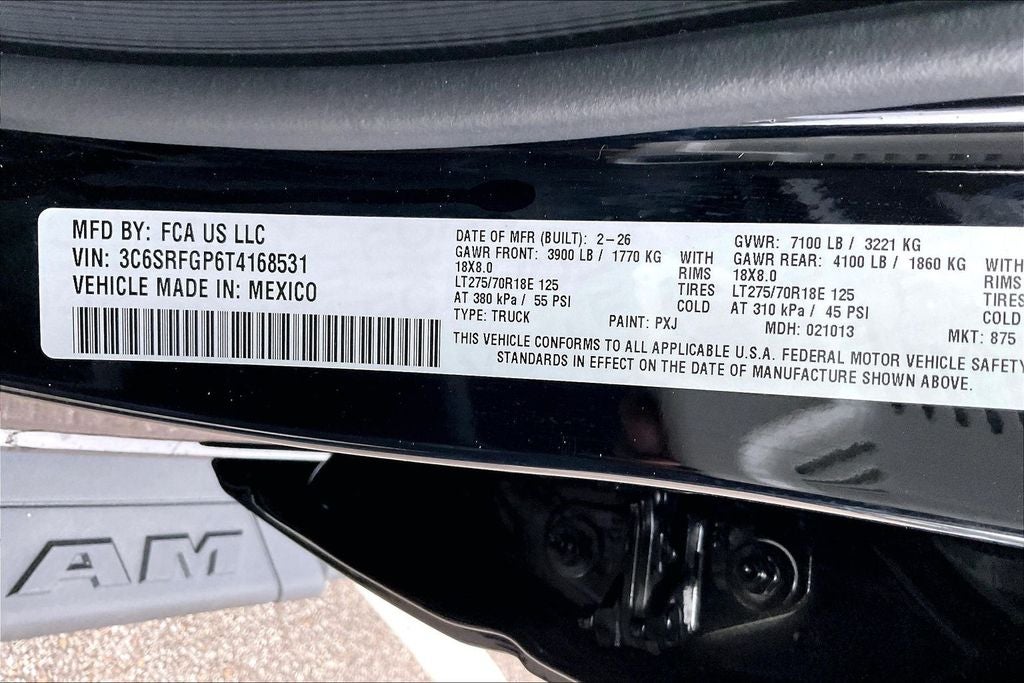 MFD BY: FCA US LLC
VIN: 3C6SRFGP6T4168531
VEHICLE MADE IN: MEXICO
DATE OF MFR (BUILT): 2-26
GAWR FRONT: 3900 LB / 1770 KG WITH
18X8.0 RIMS
LT275/70R18E 125 TIRES
AT 380 kPa / 55 PSI COLD
TYPE: TRUCK PAINT: PXJ
GVWR: 7100 LB / 3221 KG
GAWR REAR: 4100 LB / 1860 KG WITH
18X8.0 RIMS
LT275/70R18E 125 TIRES
AT 310 kPa / 45 PSI COLD
MDH: 021013 MKT: 875
THIS VEHICLE CONFORMS TO ALL APPLICABLE U.S.A. FEDERAL MOTOR VEHICLE SAFETY
STANDARDS IN EFFECT ON THE DATE OF MANUFACTURE SHOWN ABOVE.
AM